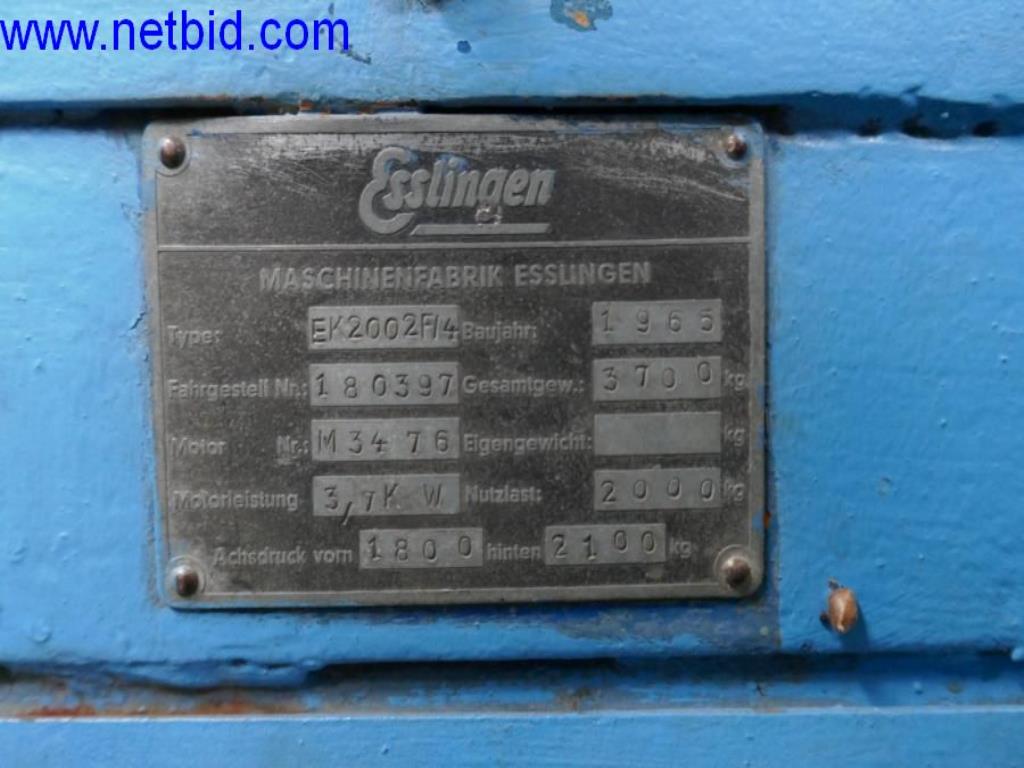 www.netbid.com
Esslingen
MASCHINENFABRIK ESSLINGEN
Type: EK2002F/4 Baujahr: 1965
Fahrgestell Nr.: 180397 Gesamtgew.: 3700 kg
Motor Nr.: M3476 Eigengewicht: kg
Motorleistung 3,7KW Nutzlast: 2000 kg
Achsdruck vorn 1800 hinten 2100 kg